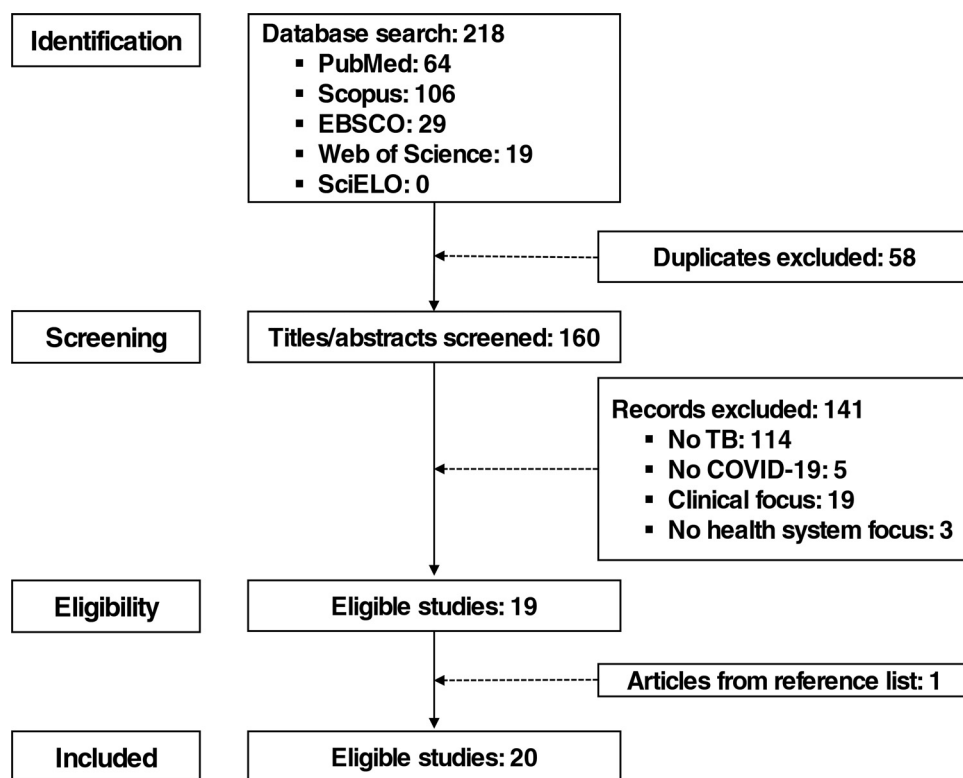 Identification
Database search: 218
▪ PubMed: 64
▪ Scopus: 106
▪ EBSCO: 29
▪ Web of Science: 19
▪ SciELO: 0
Duplicates excluded: 58
Screening
Titles/abstracts screened: 160
Records excluded: 141
▪ No TB: 114
▪ No COVID-19: 5
▪ Clinical focus: 19
▪ No health system focus: 3
Eligibility
Eligible studies: 19
Articles from reference list: 1
Included
Eligible studies: 20